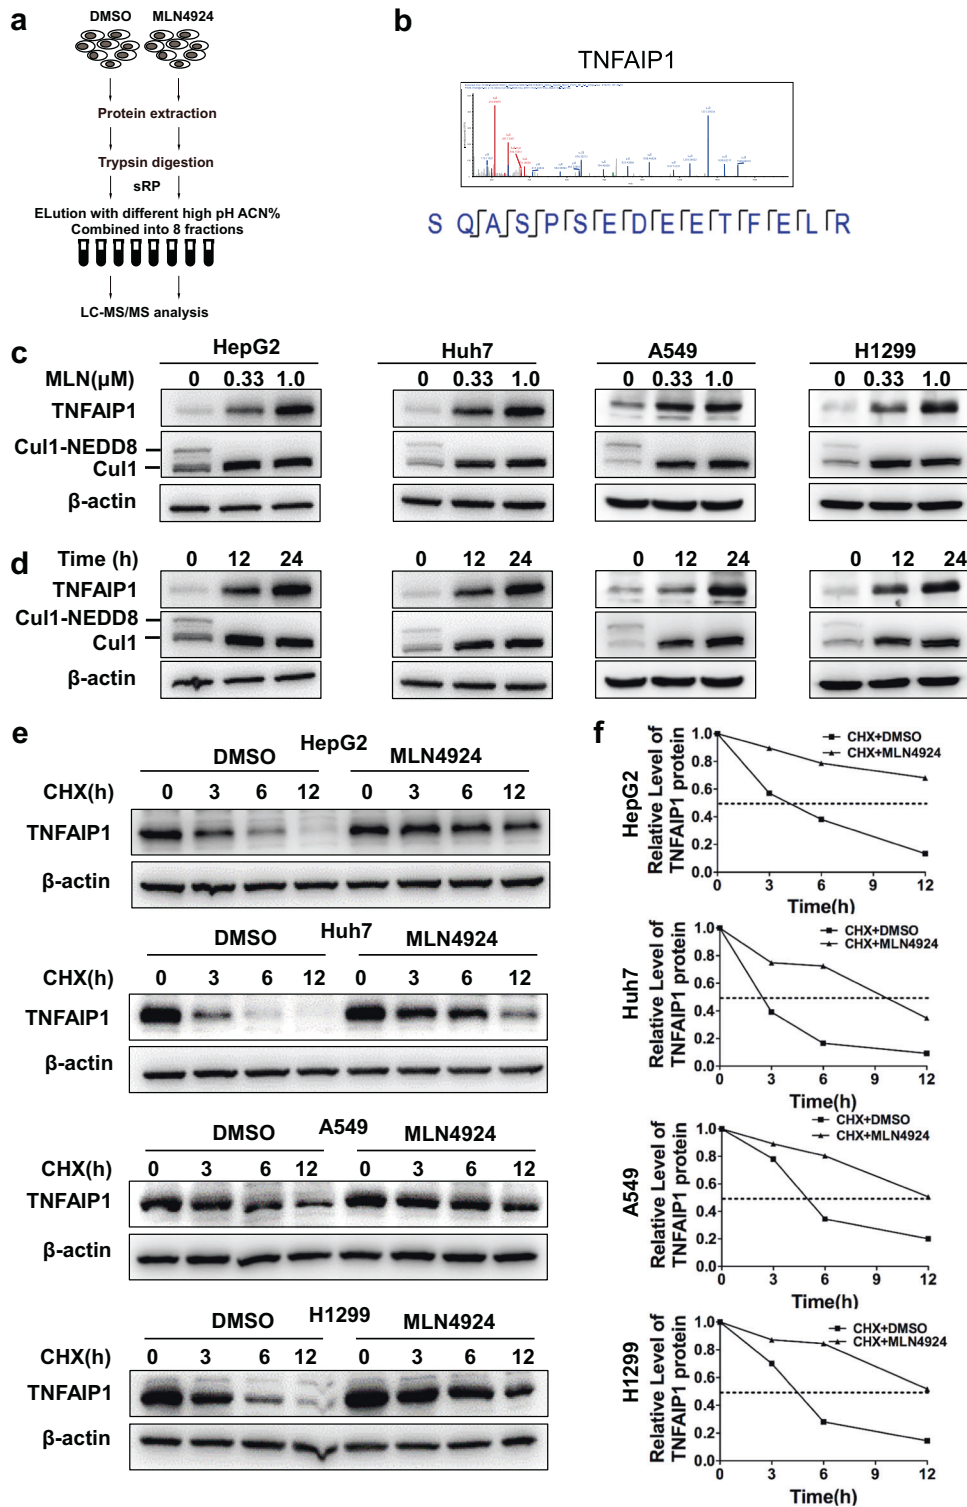 a
DMSO MLN4924
Protein extraction
Trypsin digestion
sRP
ELution with different high pH ACN%
Combined into 8 fractions
LC-MS/MS analysis
b
TNFAIP1
S Q A S P S E D E E T F E L R
c
HepG2 Huh7 A549 H1299
MLN(μM) 0 0.33 1.0 0 0.33 1.0 0 0.33 1.0 0 0.33 1.0
TNFAIP1
Cul1-NEDD8
Cul1
β-actin
d
Time (h) 0 12 24 0 12 24 0 12 24 0 12 24
TNFAIP1
Cul1-NEDD8
Cul1
β-actin
e
HepG2
DMSO MLN4924
CHX(h) 0 3 6 12 0 3 6 12
TNFAIP1
β-actin
Huh7
DMSO MLN4924
CHX(h) 0 3 6 12 0 3 6 12
TNFAIP1
β-actin
A549
DMSO MLN4924
CHX(h) 0 3 6 12 0 3 6 12
TNFAIP1
β-actin
H1299
DMSO MLN4924
CHX(h) 0 3 6 12 0 3 6 12
TNFAIP1
β-actin
f
HepG2
Relative Level of
TNFAIP1 protein
CHX+DMSO
CHX+MLN4924
1.0
0.8
0.6
0.4
0.2
0.0
0 3 6 9 12
Time(h)
Huh7
Relative Level of
TNFAIP1 protein
CHX+DMSO
CHX+MLN4924
1.0
0.8
0.6
0.4
0.2
0.0
0 3 6 9 12
Time(h)
A549
Relative Level of
TNFAIP1 protein
CHX+DMSO
CHX+MLN4924
1.0
0.8
0.6
0.4
0.2
0.0
0 3 6 9 12
Time(h)
H1299
Relative Level of
TNFAIP1 protein
CHX+DMSO
CHX+MLN4924
1.0
0.8
0.6
0.4
0.2
0.0
0 3 6 9 12
Time(h)